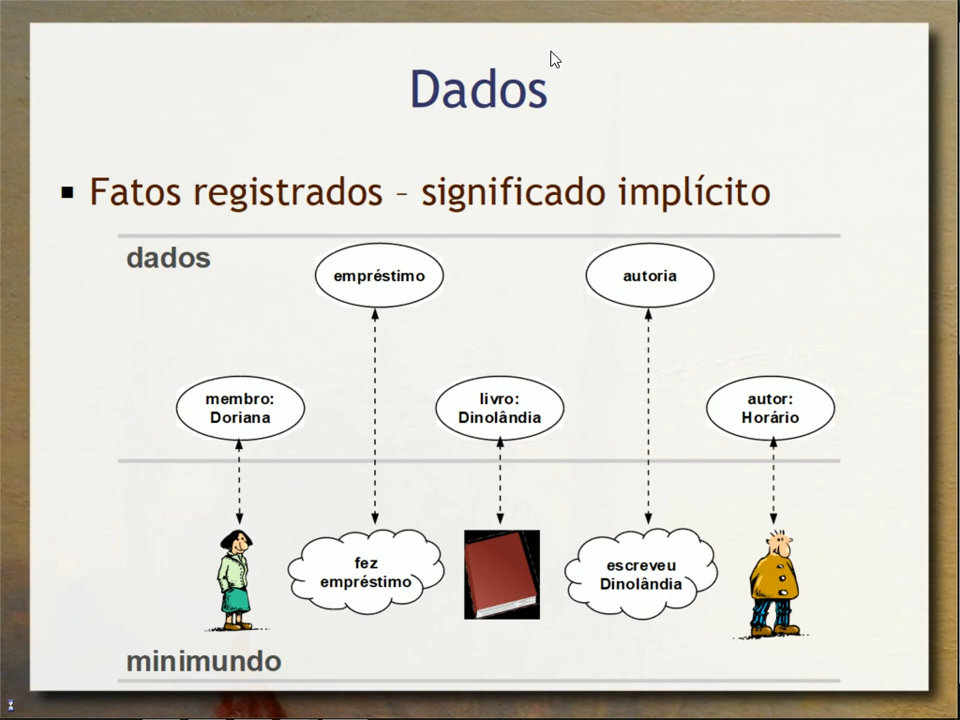 Dados
Fatos registrados – significado implícito
dados
empréstimo
autoria
membro:
Doriana
livro:
Dinolândia
autor:
Horário
fez
empréstimo
escreveu
Dinolândia
minimundo